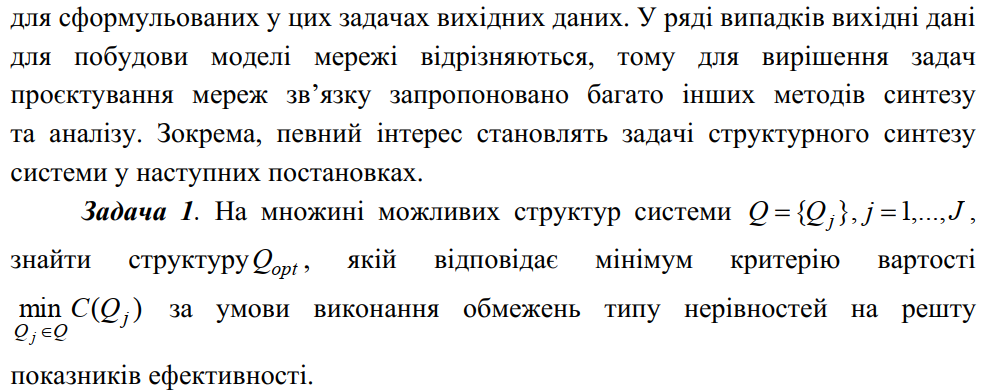 для сформульованих у цих задачах вихідних даних. У ряді випадків вихідні дані
для побудови моделі мережі відрізняються, тому для вирішення задач
проєктування мереж зв’язку запропоновано багато інших методів синтезу
та аналізу. Зокрема, певний інтерес становлять задачі структурного синтезу
системи у наступних постановках.
Задача 1. На множині можливих структур системи Q = {Q_j}, j = 1,...,J ,
знайти структуру Q_opt , якій відповідає мінімум критерію вартості
min_{Q_j ∈ Q} C(Q_j) за умови виконання обмежень типу нерівностей на решту
показників ефективності.